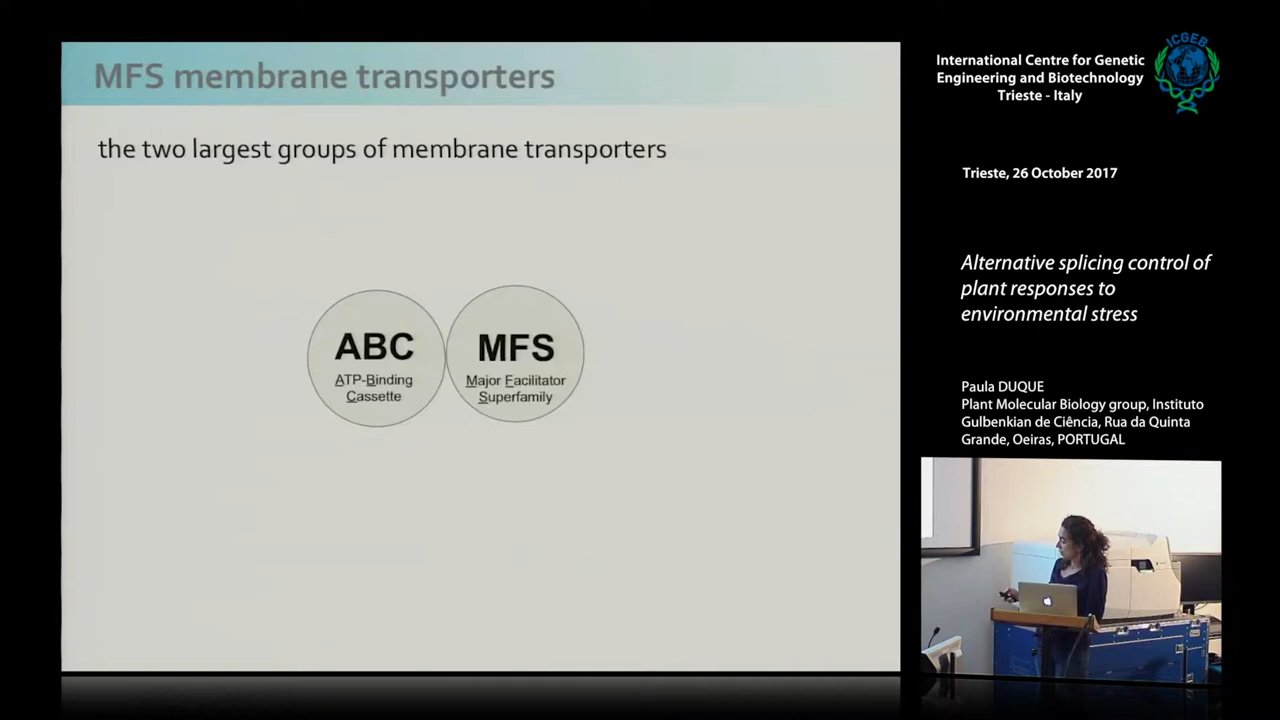 MFS membrane transporters
the two largest groups of membrane transporters
ABC
ATP-Binding
Cassette
MFS
Major Facilitator
Superfamily
International Centre for Genetic
Engineering and Biotechnology
Trieste - Italy
ICGEB
Trieste, 26 October 2017
Alternative splicing control of
plant responses to
environmental stress
Paula DUQUE
Plant Molecular Biology group, Instituto
Gulbenkian de Ciência, Rua da Quinta
Grande, Oeiras, PORTUGAL